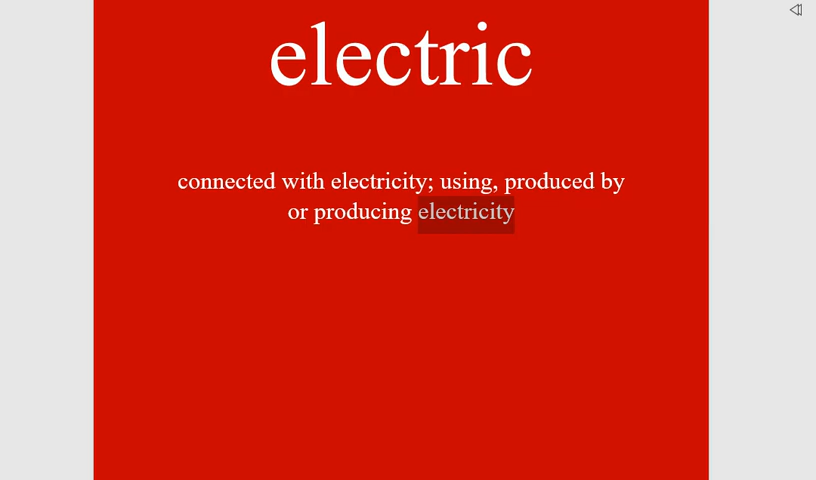 electric
connected with electricity; using, produced by
or producing electricity